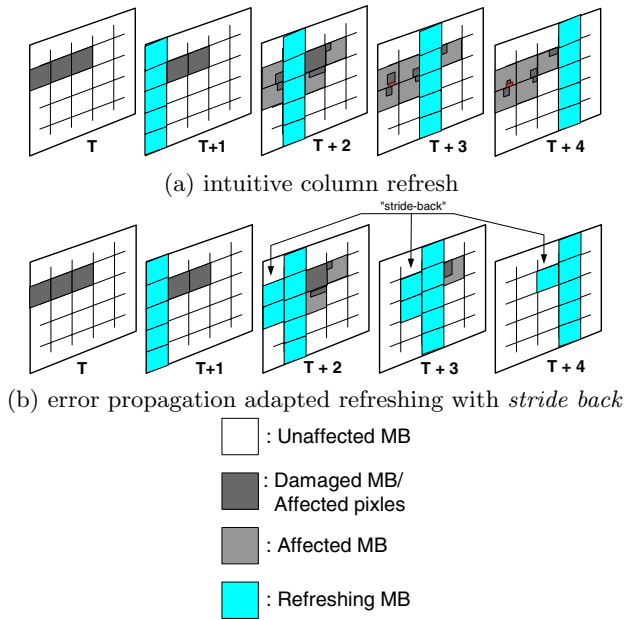 T
T+1
T + 2
T + 3
T + 4
(a) intuitive column refresh
"stride-back"
T
T+1
T + 2
T + 3
T + 4
(b) error propagation adapted refreshing with stride back
: Unaffected MB
: Damaged MB/
Affected pixles
: Affected MB
: Refreshing MB